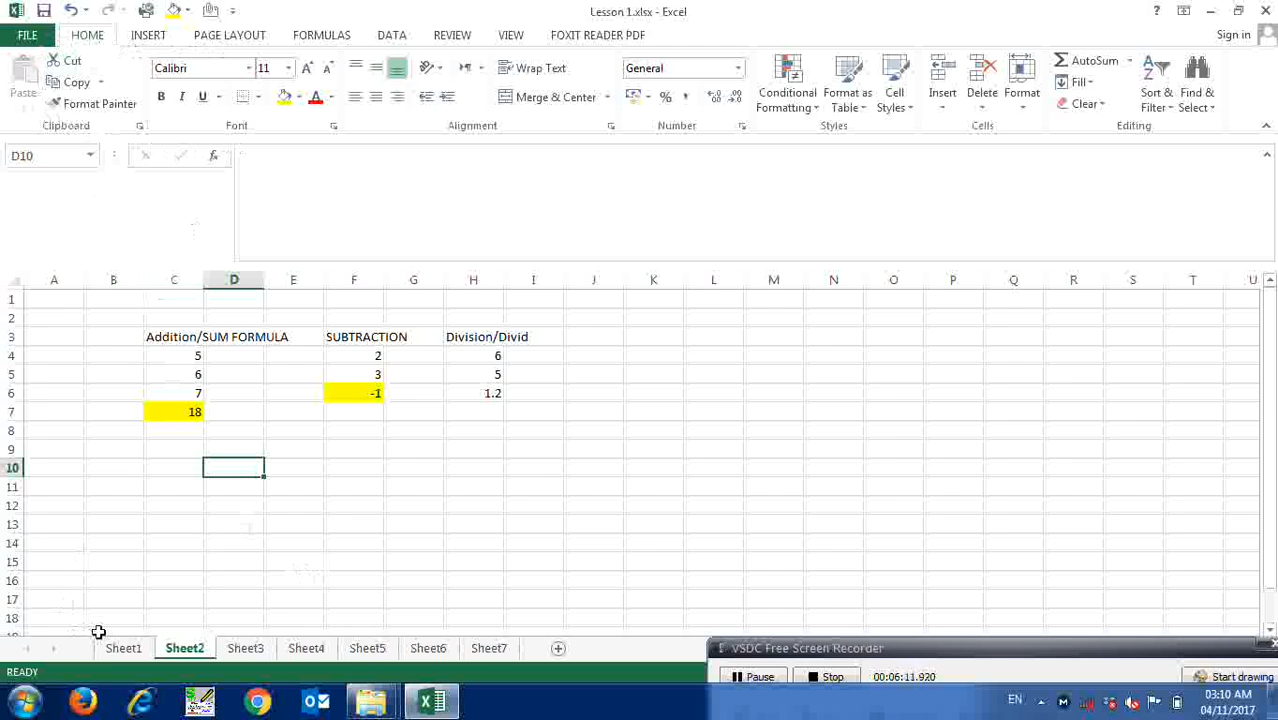 Lesson 1.xlsx - Excel
FILE HOME INSERT PAGE LAYOUT FORMULAS DATA REVIEW VIEW FOXIT READER PDF Sign in
Cut
Copy
Format Painter
Paste
Clipboard
Calibri 11
B I U
Font
Wrap Text
Merge & Center
Alignment
General
%
Number
Conditional Formatting
Format as Table
Cell Styles
Styles
Insert Delete Format
Cells
AutoSum
Fill
Clear
Sort & Filter
Find & Select
Editing
D10
fx
A B C D E F G H I J K L M N O P Q R S T U
1
2
3 Addition/SUM FORMULA SUBTRACTION Division/Divid
4 5 2 6
5 6 3 5
6 7 -1 1.2
7 18
8
9
10
11
12
13
14
15
16
17
18
Sheet1 Sheet2 Sheet3 Sheet4 Sheet5 Sheet6 Sheet7
VSDC Free Screen Recorder
READY
Pause Stop 00:06:11.920 Start drawing
EN 03:10 AM
04/11/2017